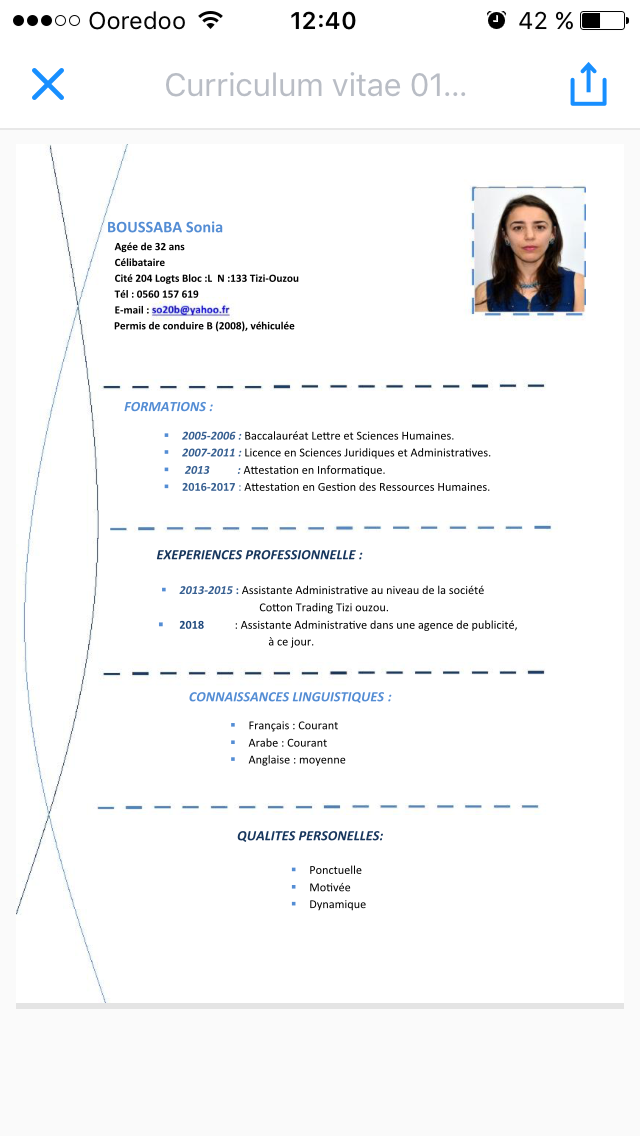 Ooredoo 12:40 42 %
Curriculum vitae 01...
BOUSSABA Sonia
Agée de 32 ans
Célibataire
Cité 204 Logts Bloc :L N :133 Tizi-Ouzou
Tél : 0560 157 619
E-mail : so20b@yahoo.fr
Permis de conduire B (2008), véhiculée
FORMATIONS :
2005-2006 : Baccalauréat Lettre et Sciences Humaines.
2007-2011 : Licence en Sciences Juridiques et Administratives.
2013 : Attestation en Informatique.
2016-2017 : Attestation en Gestion des Ressources Humaines.
EXEPERIENCES PROFESSIONNELLE :
2013-2015 : Assistante Administrative au niveau de la société
Cotton Trading Tizi ouzou.
2018 : Assistante Administrative dans une agence de publicité,
à ce jour.
CONNAISSANCES LINGUISTIQUES :
Français : Courant
Arabe : Courant
Anglaise : moyenne
QUALITES PERSONELLES:
Ponctuelle
Motivée
Dynamique